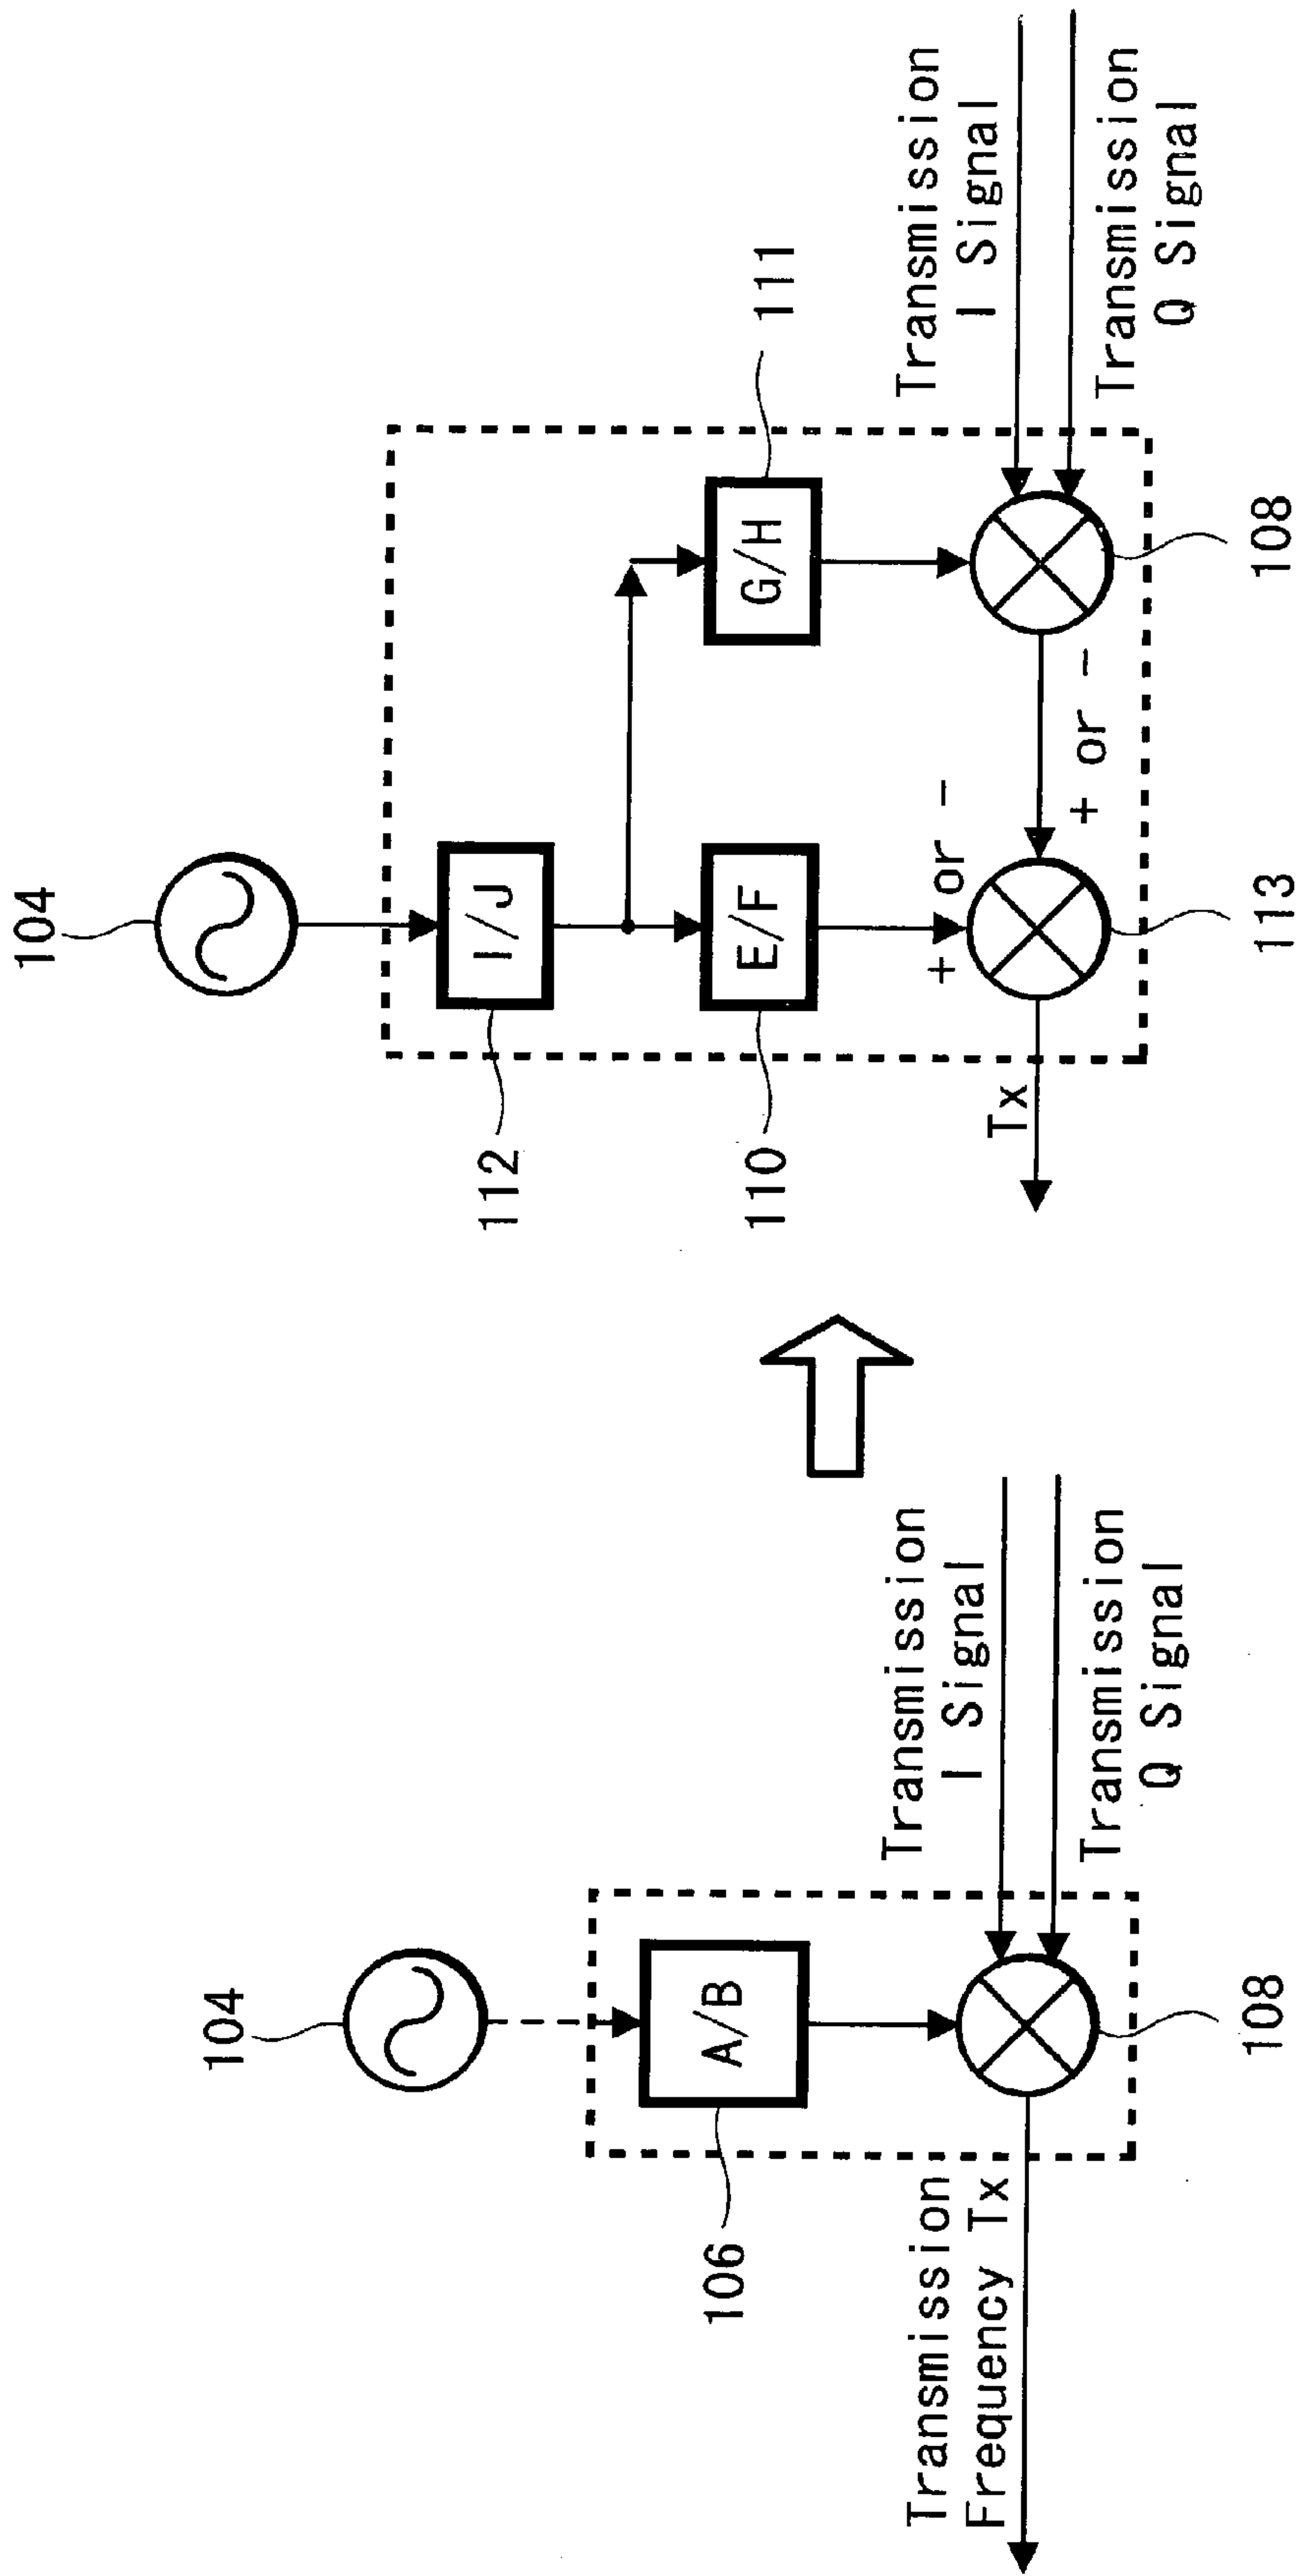 104
A/B
106
Transmission
I Signal
Transmission
Q Signal
Transmission
Frequency Tx
108
104
I/J
112
G/H
111
E/F
110
Transmission
I Signal
Transmission
Q Signal
+ or -
+ or -
Tx
113
108